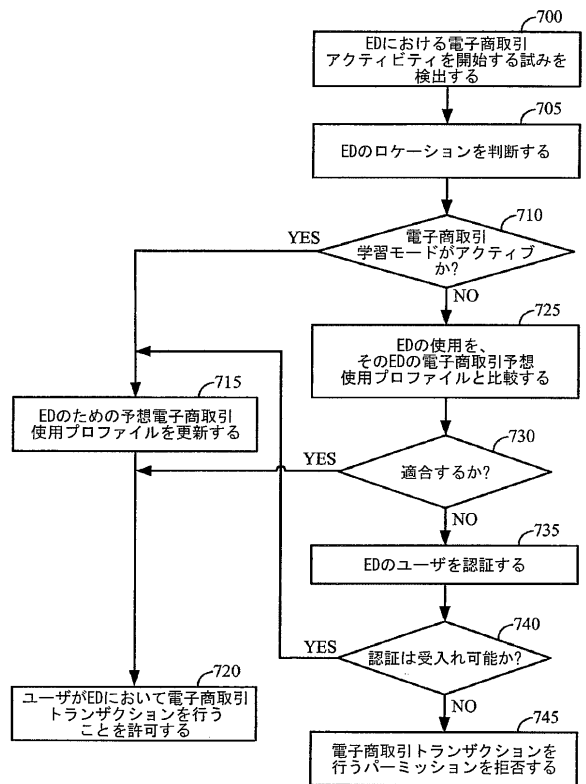 700
EDにおける電子商取引
アクティビティを開始する試みを
検出する
705
EDのロケーションを判断する
710
電子商取引
学習モードがアクティブ
か?
YES
NO
725
EDの使用を、
そのEDの電子商取引予想
使用プロファイルと比較する
715
EDのための予想電子商取引
使用プロファイルを更新する
730
適合するか?
YES
NO
735
EDのユーザを認証する
740
認証は受入れ可能か?
YES
NO
720
ユーザがEDにおいて電子商取引
トランザクションを行う
ことを許可する
745
電子商取引トランザクションを
行うパーミッションを拒否する